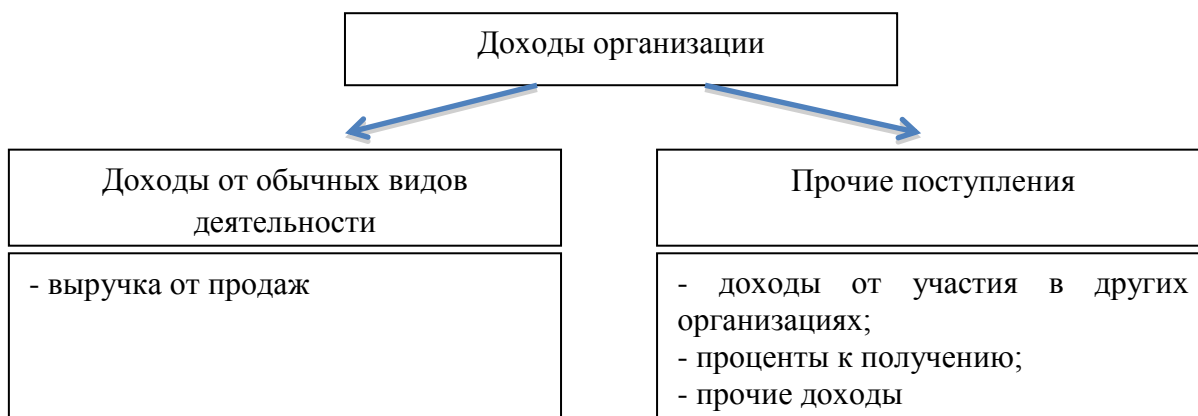 Доходы организации
Доходы от обычных видов
деятельности
- выручка от продаж
Прочие поступления
- доходы от участия в других
организациях;
- проценты к получению;
- прочие доходы